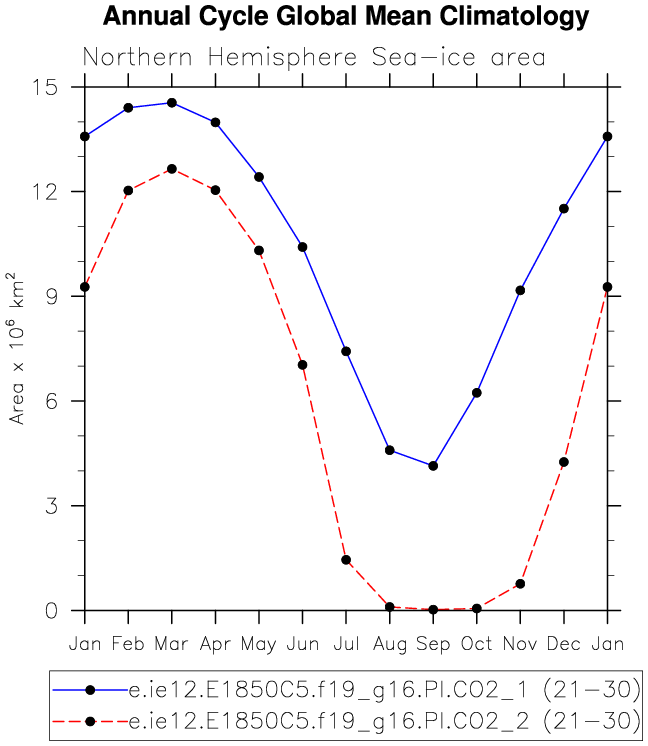 Annual Cycle Global Mean Climatology
Northern Hemisphere Sea-ice area
15
12
9
6
3
0
Area x 10⁶ km²
Jan Feb Mar Apr May Jun Jul Aug Sep Oct Nov Dec Jan
e.ie12.E1850C5.f19_g16.PI.CO2_1 (21-30)
e.ie12.E1850C5.f19_g16.PI.CO2_2 (21-30)